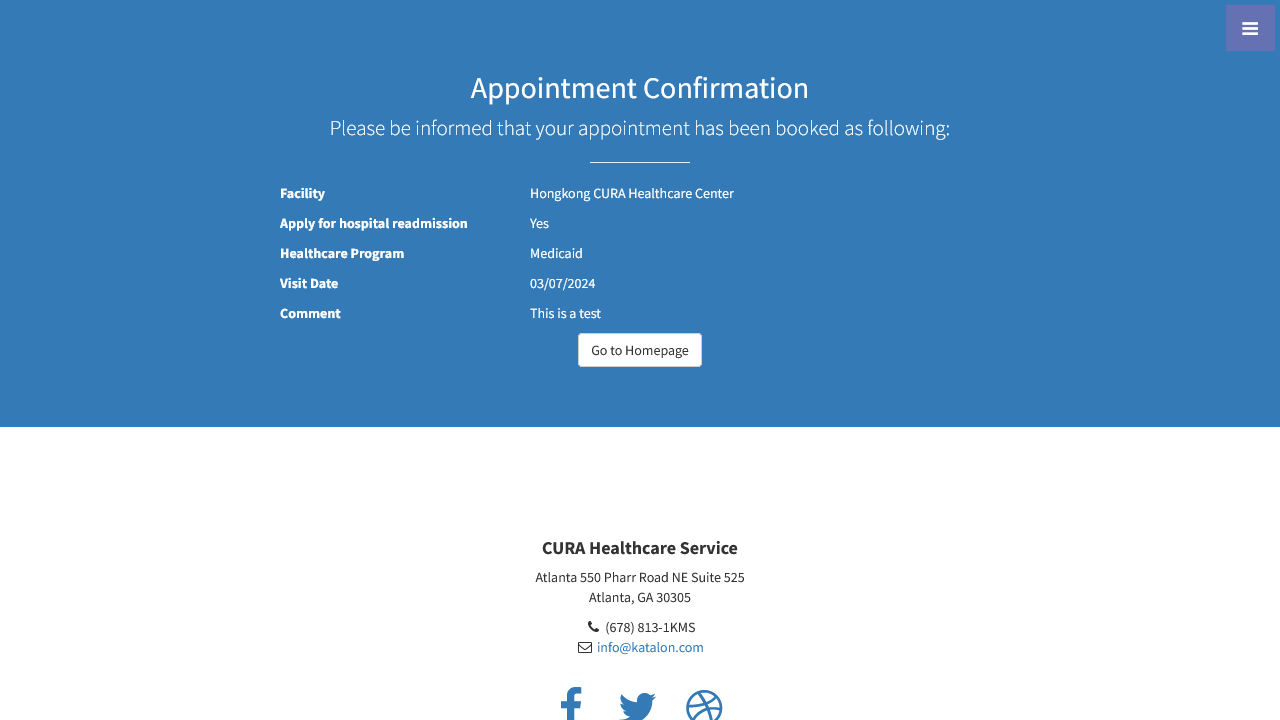 Appointment Confirmation
Please be informed that your appointment has been booked as following:
Facility Hongkong CURA Healthcare Center
Apply for hospital readmission Yes
Healthcare Program Medicaid
Visit Date 03/07/2024
Comment This is a test
Go to Homepage
CURA Healthcare Service
Atlanta 550 Pharr Road NE Suite 525
Atlanta, GA 30305
(678) 813-1KMS
info@katalon.com